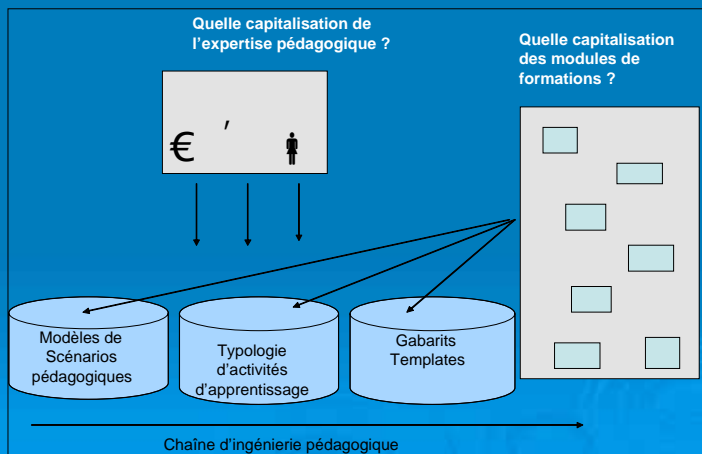 Quelle capitalisation de
l'expertise pédagogique ?
Quelle capitalisation
des modules de
formations ?
€ ′
Modèles de
Scénarios
pédagogiques
Typologie
d'activités
d'apprentissage
Gabarits
Templates
Chaîne d'ingénierie pédagogique